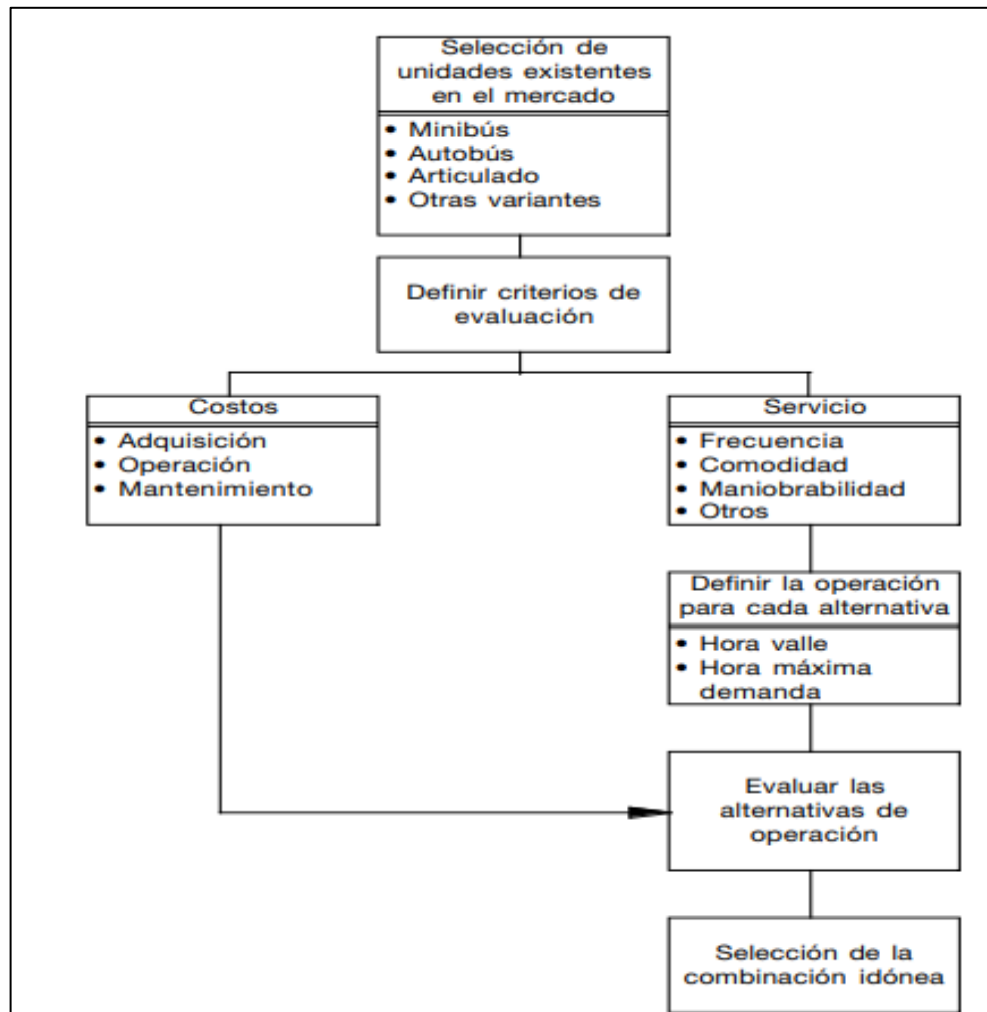 Selección de
unidades existentes
en el mercado
• Minibús
• Autobús
• Articulado
• Otras variantes
Definir criterios de
evaluación
Costos
• Adquisición
• Operación
• Mantenimiento
Servicio
• Frecuencia
• Comodidad
• Maniobrabilidad
• Otros
Definir la operación
para cada alternativa
• Hora valle
• Hora máxima
demanda
Evaluar las
alternativas de
operación
Selección de la
combinación idónea